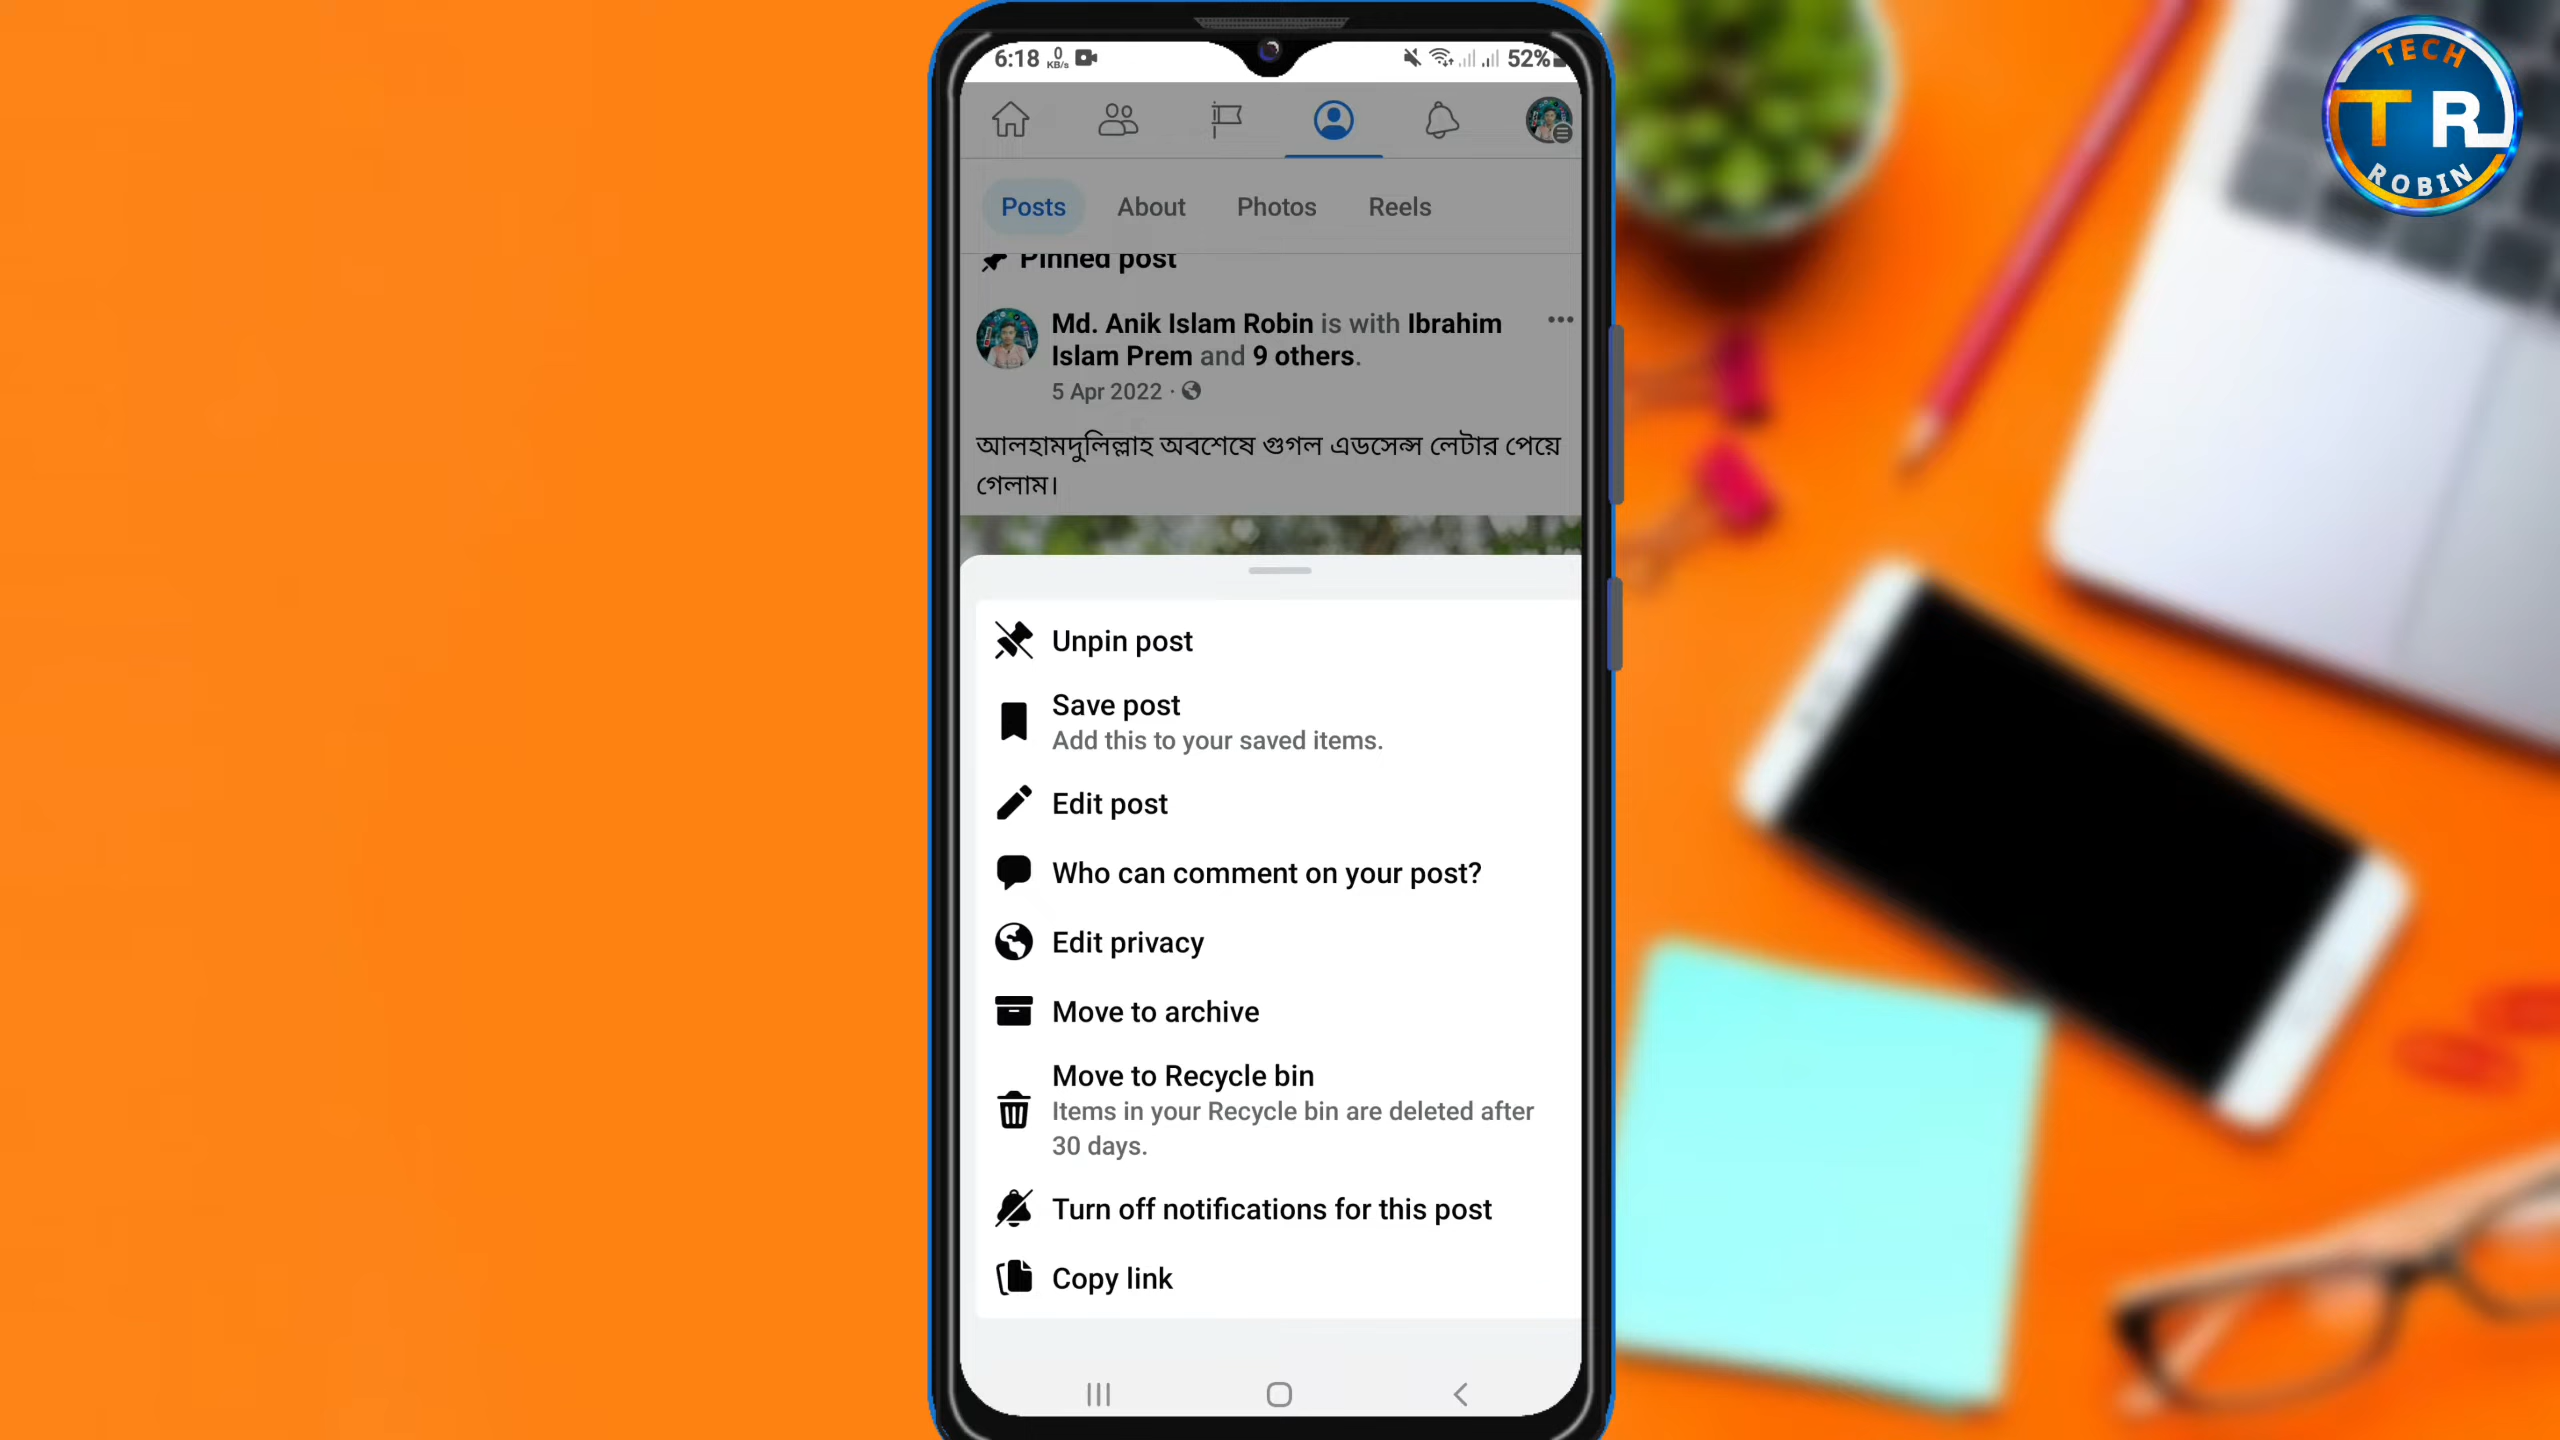 6:18 0 KB/s 52%
TECH
TR
ROBIN
Posts About Photos Reels
Pinned post
Md. Anik Islam Robin is with Ibrahim
Islam Prem and 9 others.
5 Apr 2022 ·
আলহামদুলিল্লাহ অবশেষে গুগল এডসেন্স লেটার পেয়ে
গেলাম।
Unpin post
Save post
Add this to your saved items.
Edit post
Who can comment on your post?
Edit privacy
Move to archive
Move to Recycle bin
Items in your Recycle bin are deleted after
30 days.
Turn off notifications for this post
Copy link